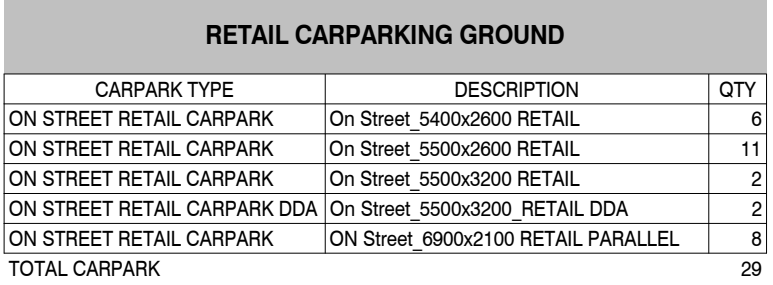 RETAIL CARPARKING GROUND
CARPARK TYPE DESCRIPTION QTY
ON STREET RETAIL CARPARK On Street_5400x2600 RETAIL 6
ON STREET RETAIL CARPARK On Street_5500x2600 RETAIL 11
ON STREET RETAIL CARPARK On Street_5500x3200 RETAIL 2
ON STREET RETAIL CARPARK DDA On Street_5500x3200_RETAIL DDA 2
ON STREET RETAIL CARPARK ON Street_6900x2100 RETAIL PARALLEL 8
TOTAL CARPARK 29